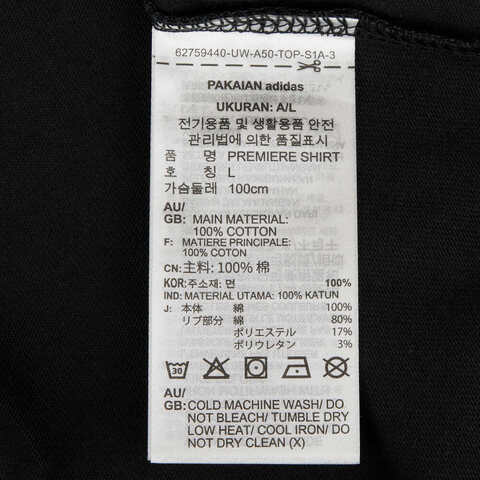 62759440-UW-A50-TOP-S1A-3
PAKAIAN adidas
UKURAN: A/L
전기용품 및 생활용품 안전
관리법에 의한 품질표시
품 명 PREMIERE SHIRT
호 칭 L
가슴둘레 100cm
AU/
GB: MAIN MATERIAL:
100% COTTON
F: MATIERE PRINCIPALE:
100% COTON
CN: 主料: 100% 棉
KOR: 주소재: 면 100%
IND: MATERIAL UTAMA: 100% KATUN
J: 本体 綿 100%
リブ部分 綿 80%
ポリエステル 17%
ポリウレタン 3%
30
AU/
GB: COLD MACHINE WASH/ DO
NOT BLEACH/ TUMBLE DRY
LOW HEAT/ COOL IRON/ DO
NOT DRY CLEAN (X)